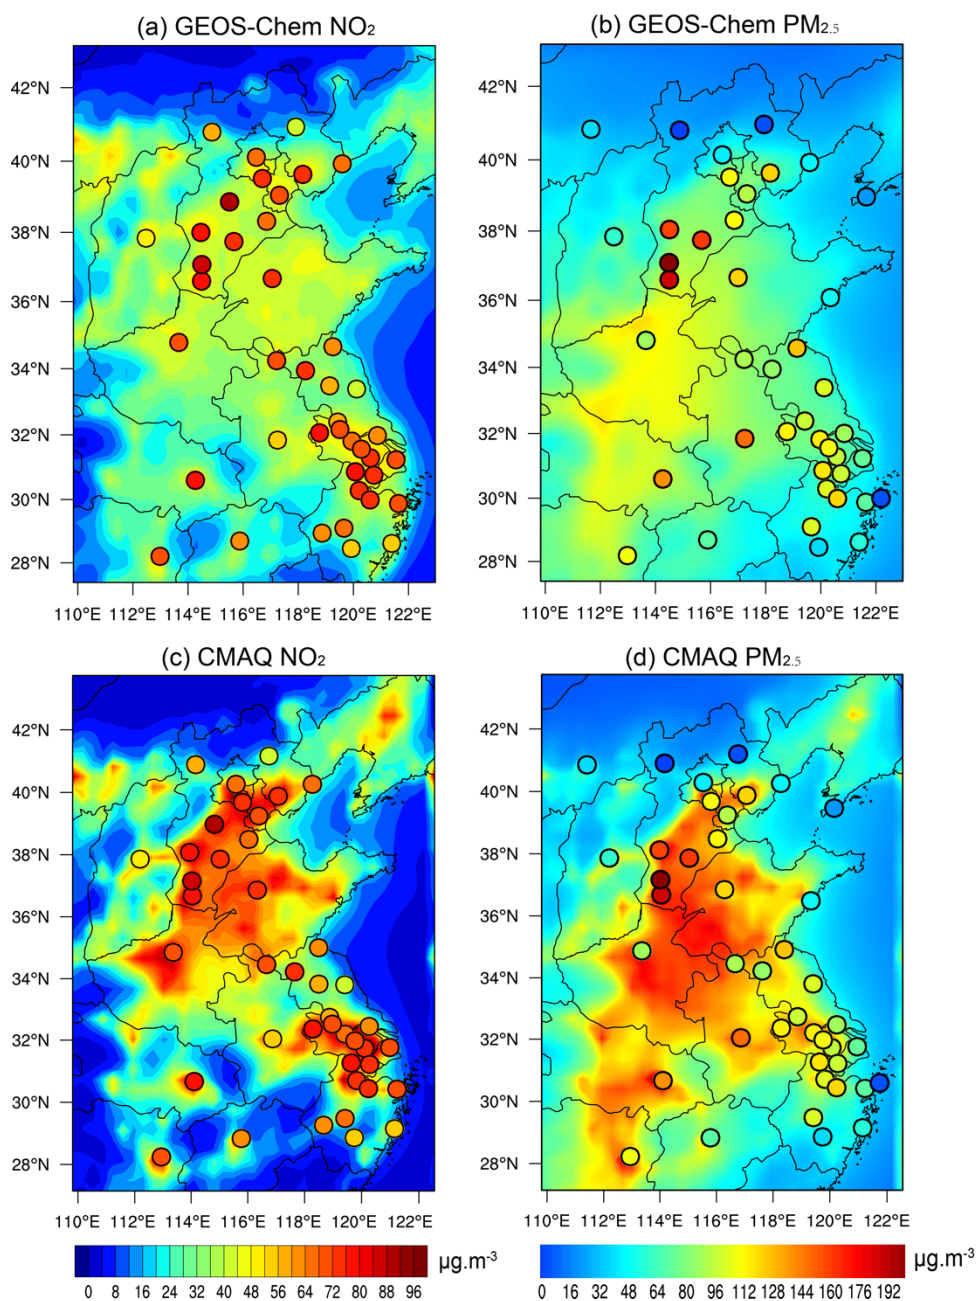 (a) GEOS-Chem NO2
(b) GEOS-Chem PM2.5
42°N
40°N
38°N
36°N
34°N
32°N
30°N
28°N
110°E 112°E 114°E 116°E 118°E 120°E 122°E
42°N
40°N
38°N
36°N
34°N
32°N
30°N
28°N
110°E 112°E 114°E 116°E 118°E 120°E 122°E
(c) CMAQ NO2
(d) CMAQ PM2.5
42°N
40°N
38°N
36°N
34°N
32°N
30°N
28°N
110°E 112°E 114°E 116°E 118°E 120°E 122°E
42°N
40°N
38°N
36°N
34°N
32°N
30°N
28°N
110°E 112°E 114°E 116°E 118°E 120°E 122°E
0 8 16 24 32 40 48 56 64 72 80 88 96
µg.m-3
0 16 32 48 64 80 96 112 128 144 160 176 192
µg.m-3